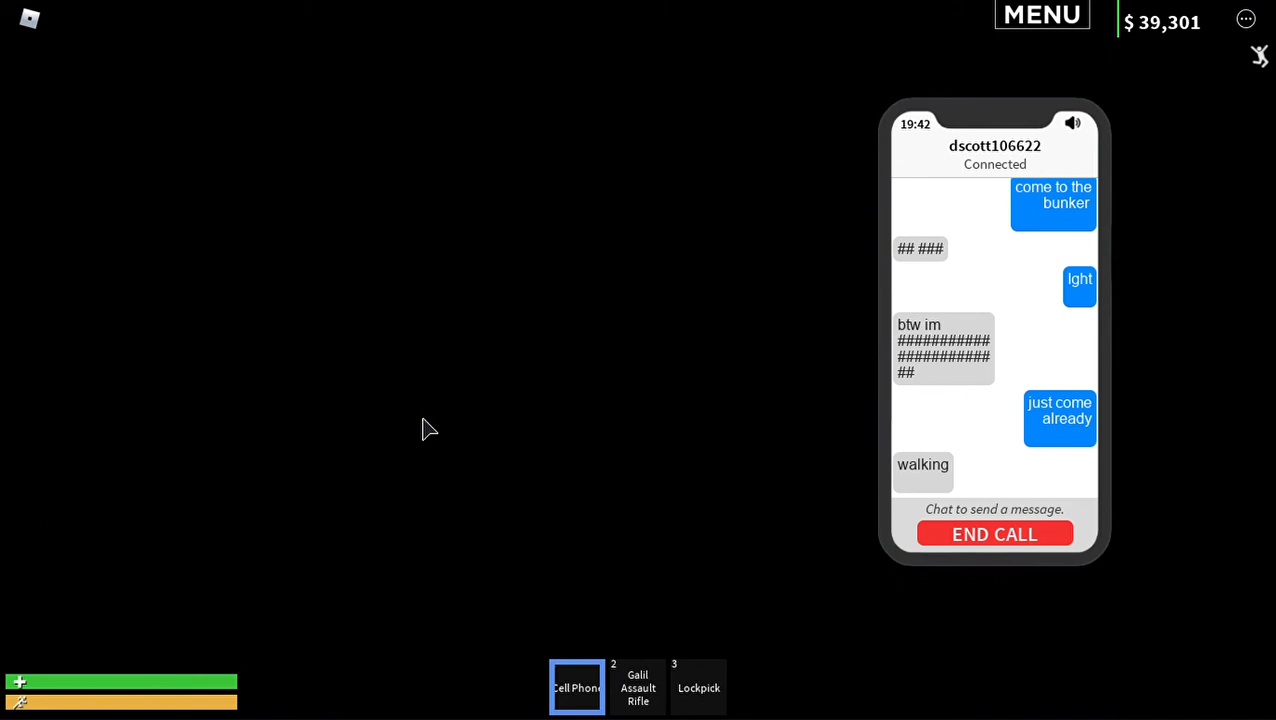 MENU
$ 39,301
19:42
dscott106622
Connected
come to the
bunker
## ###
Ight
btw im
###########
###########
##
just come
already
walking
Chat to send a message.
END CALL
Cell Phone
2
Galil
Assault
Rifle
3
Lockpick